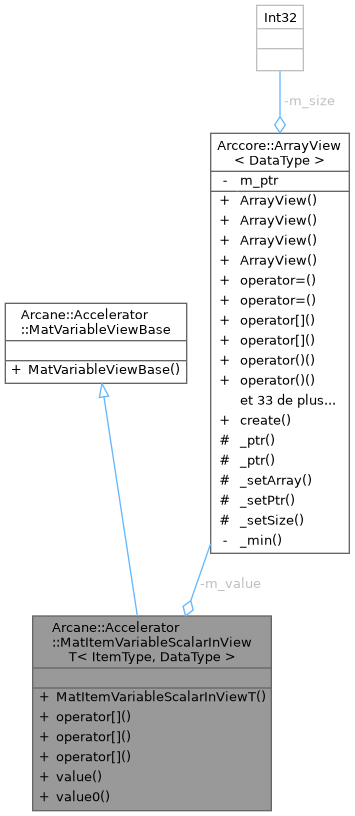 Int32
-m_size
Arccore::ArrayView
< DataType >
- m_ptr
+ ArrayView()
+ ArrayView()
+ ArrayView()
+ ArrayView()
+ operator=()
+ operator=()
+ operator[]()
+ operator[]()
+ operator()()
+ operator()()
et 33 de plus...
+ create()
# _ptr()
# _ptr()
# _setArray()
# _setPtr()
# _setSize()
- _min()
Arcane::Accelerator
::MatVariableViewBase
+ MatVariableViewBase()
-m_value
Arcane::Accelerator
::MatItemVariableScalarInView
T< ItemType, DataType >
+ MatItemVariableScalarInViewT()
+ operator[]()
+ operator[]()
+ operator[]()
+ value()
+ value0()